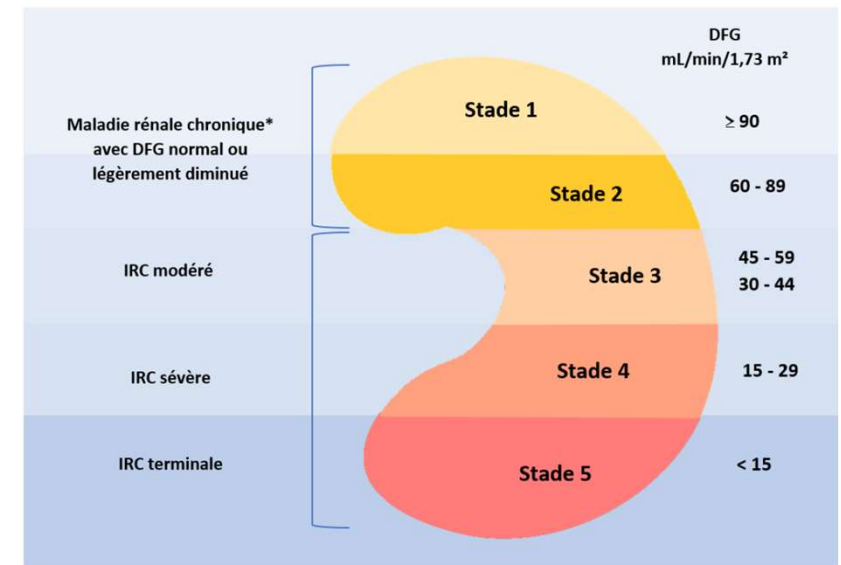 DFG
mL/min/1,73 m²
Maladie rénale chronique*
avec DFG normal ou
légèrement diminué
Stade 1
≥ 90
Stade 2
60 - 89
IRC modéré
Stade 3
45 - 59
30 - 44
IRC sévère
Stade 4
15 - 29
IRC terminale
Stade 5
< 15